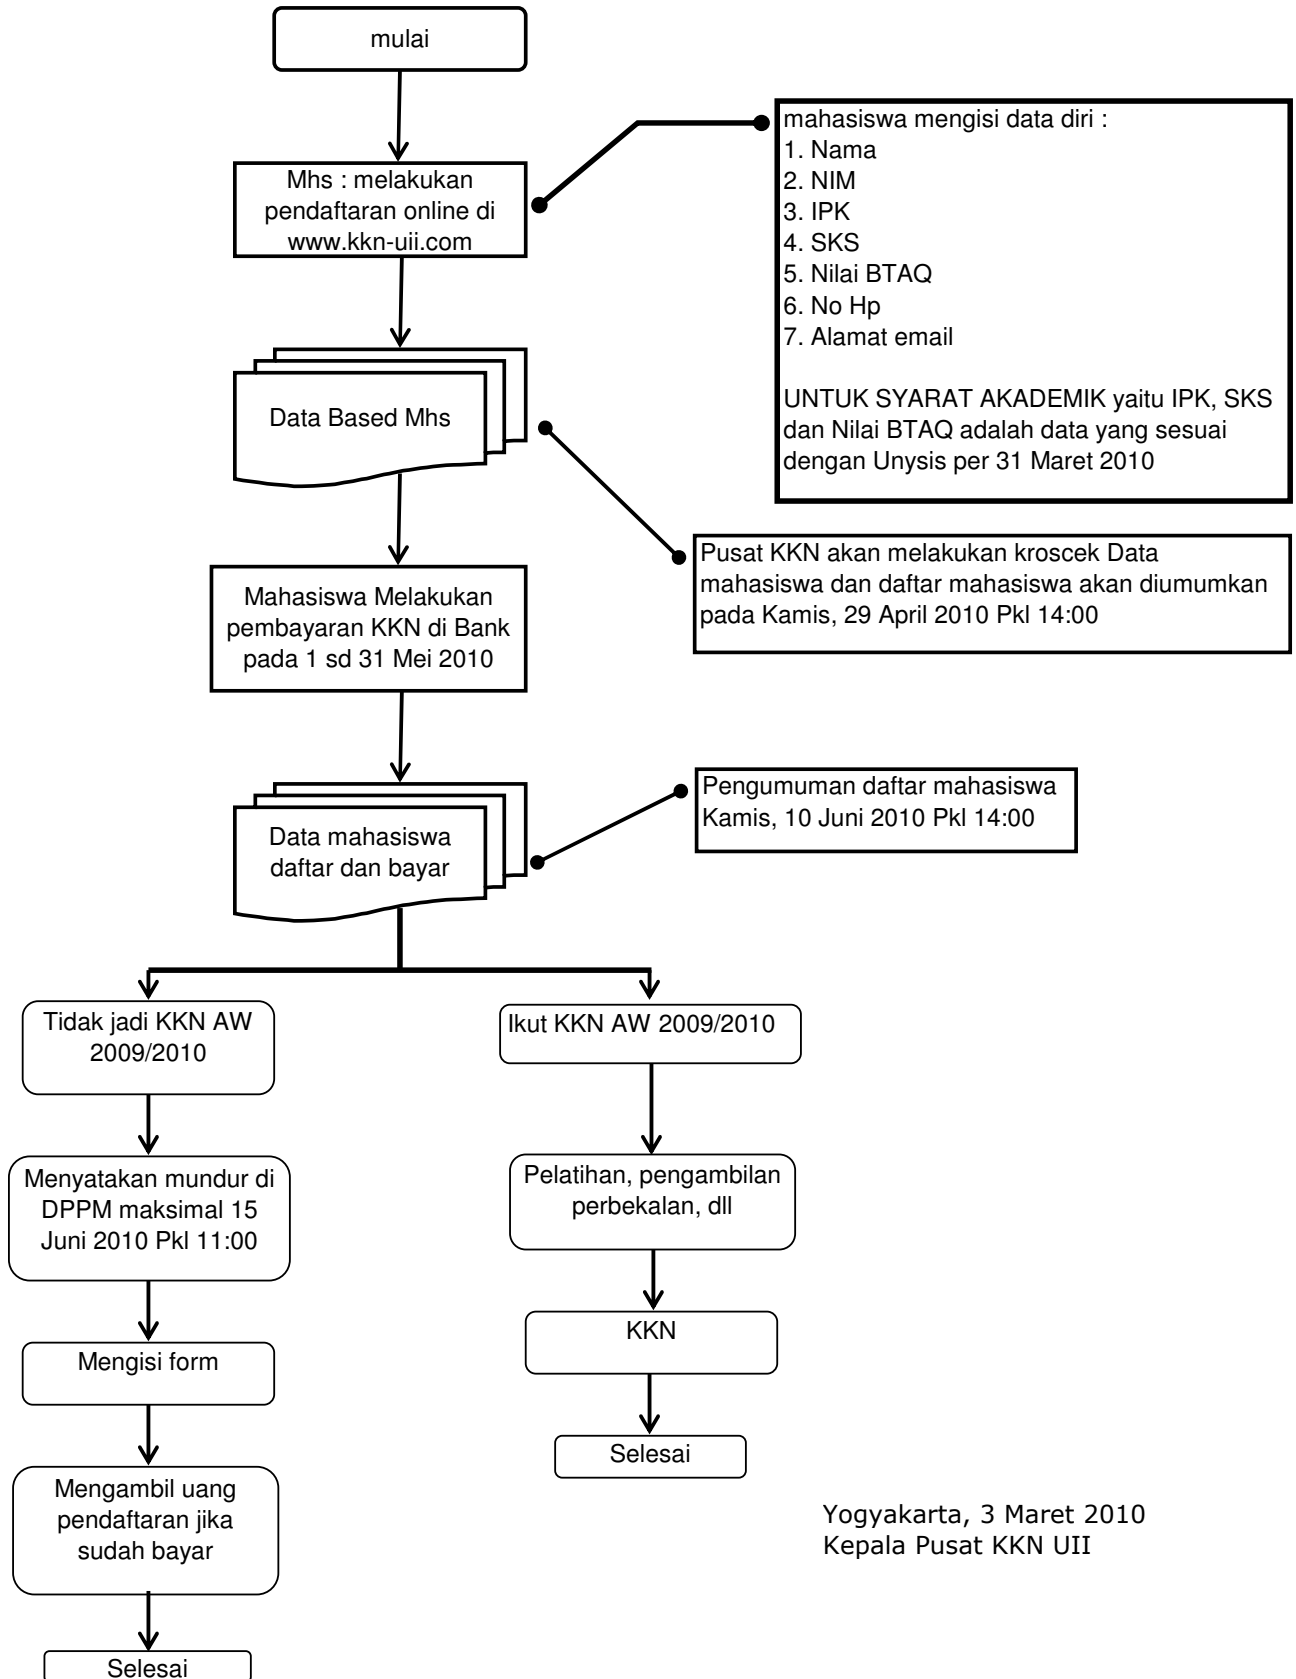 mulai
Mhs : melakukan
pendaftaran online di
www.kkn-uii.com
mahasiswa mengisi data diri :
1. Nama
2. NIM
3. IPK
4. SKS
5. Nilai BTAQ
6. No Hp
7. Alamat email
UNTUK SYARAT AKADEMIK yaitu IPK, SKS
dan Nilai BTAQ adalah data yang sesuai
dengan Unysis per 31 Maret 2010
Data Based Mhs
Pusat KKN akan melakukan kroscek Data
mahasiswa dan daftar mahasiswa akan diumumkan
pada Kamis, 29 April 2010 Pkl 14:00
Mahasiswa Melakukan
pembayaran KKN di Bank
pada 1 sd 31 Mei 2010
Pengumuman daftar mahasiswa
Kamis, 10 Juni 2010 Pkl 14:00
Data mahasiswa
daftar dan bayar
Tidak jadi KKN AW
2009/2010
Ikut KKN AW 2009/2010
Menyatakan mundur di
DPPM maksimal 15
Juni 2010 Pkl 11:00
Pelatihan, pengambilan
perbekalan, dll
Mengisi form
KKN
Mengambil uang
pendaftaran jika
sudah bayar
Selesai
Selesai
Yogyakarta, 3 Maret 2010
Kepala Pusat KKN UII